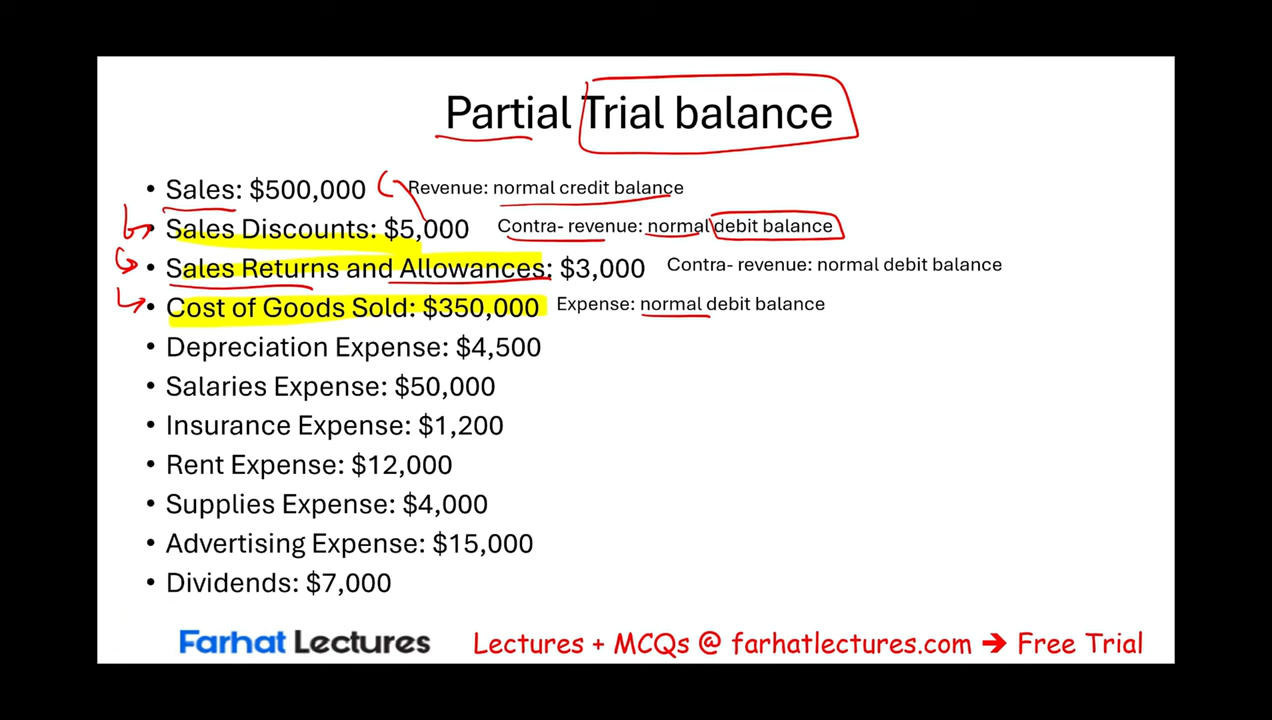 Partial Trial balance
• Sales: $500,000 Revenue: normal credit balance
• Sales Discounts: $5,000 Contra- revenue: normal debit balance
• Sales Returns and Allowances: $3,000 Contra- revenue: normal debit balance
• Cost of Goods Sold: $350,000 Expense: normal debit balance
• Depreciation Expense: $4,500
• Salaries Expense: $50,000
• Insurance Expense: $1,200
• Rent Expense: $12,000
• Supplies Expense: $4,000
• Advertising Expense: $15,000
• Dividends: $7,000
Farhat Lectures Lectures + MCQs @ farhatlectures.com → Free Trial